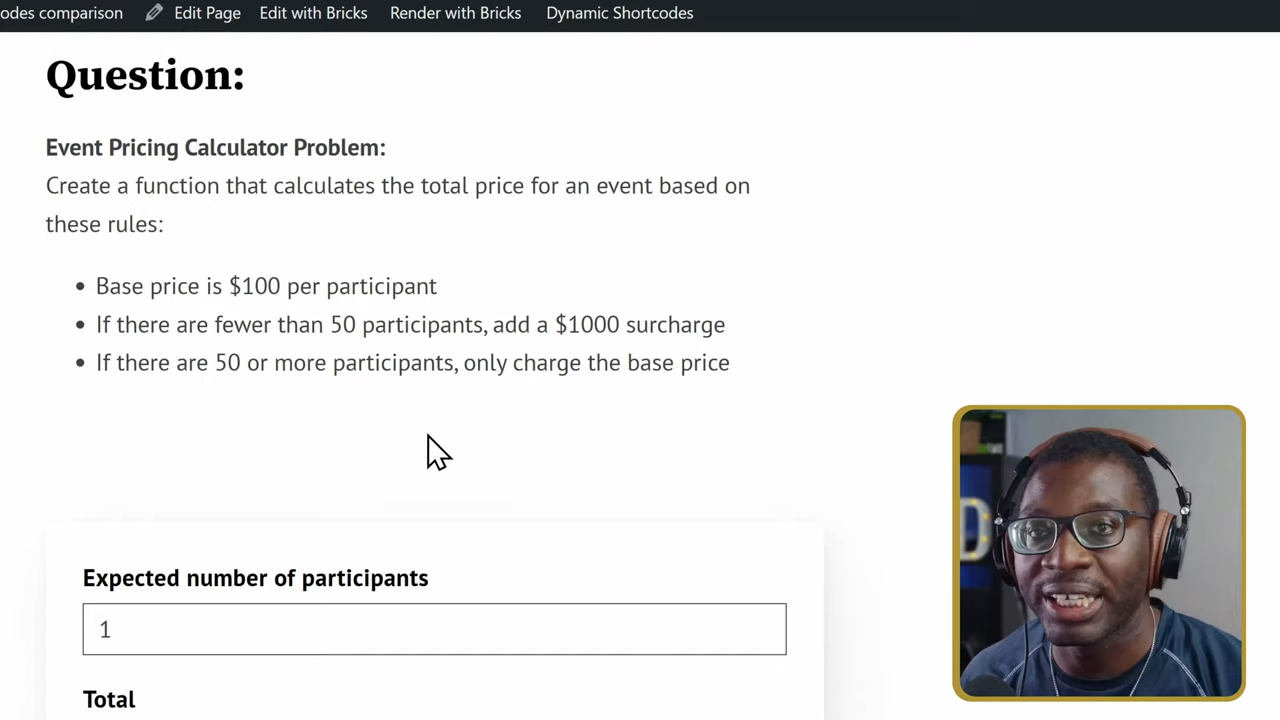 odes comparison Edit Page Edit with Bricks Render with Bricks Dynamic Shortcodes
Question:
Event Pricing Calculator Problem:
Create a function that calculates the total price for an event based on
these rules:
• Base price is $100 per participant
• If there are fewer than 50 participants, add a $1000 surcharge
• If there are 50 or more participants, only charge the base price
Expected number of participants
1
Total